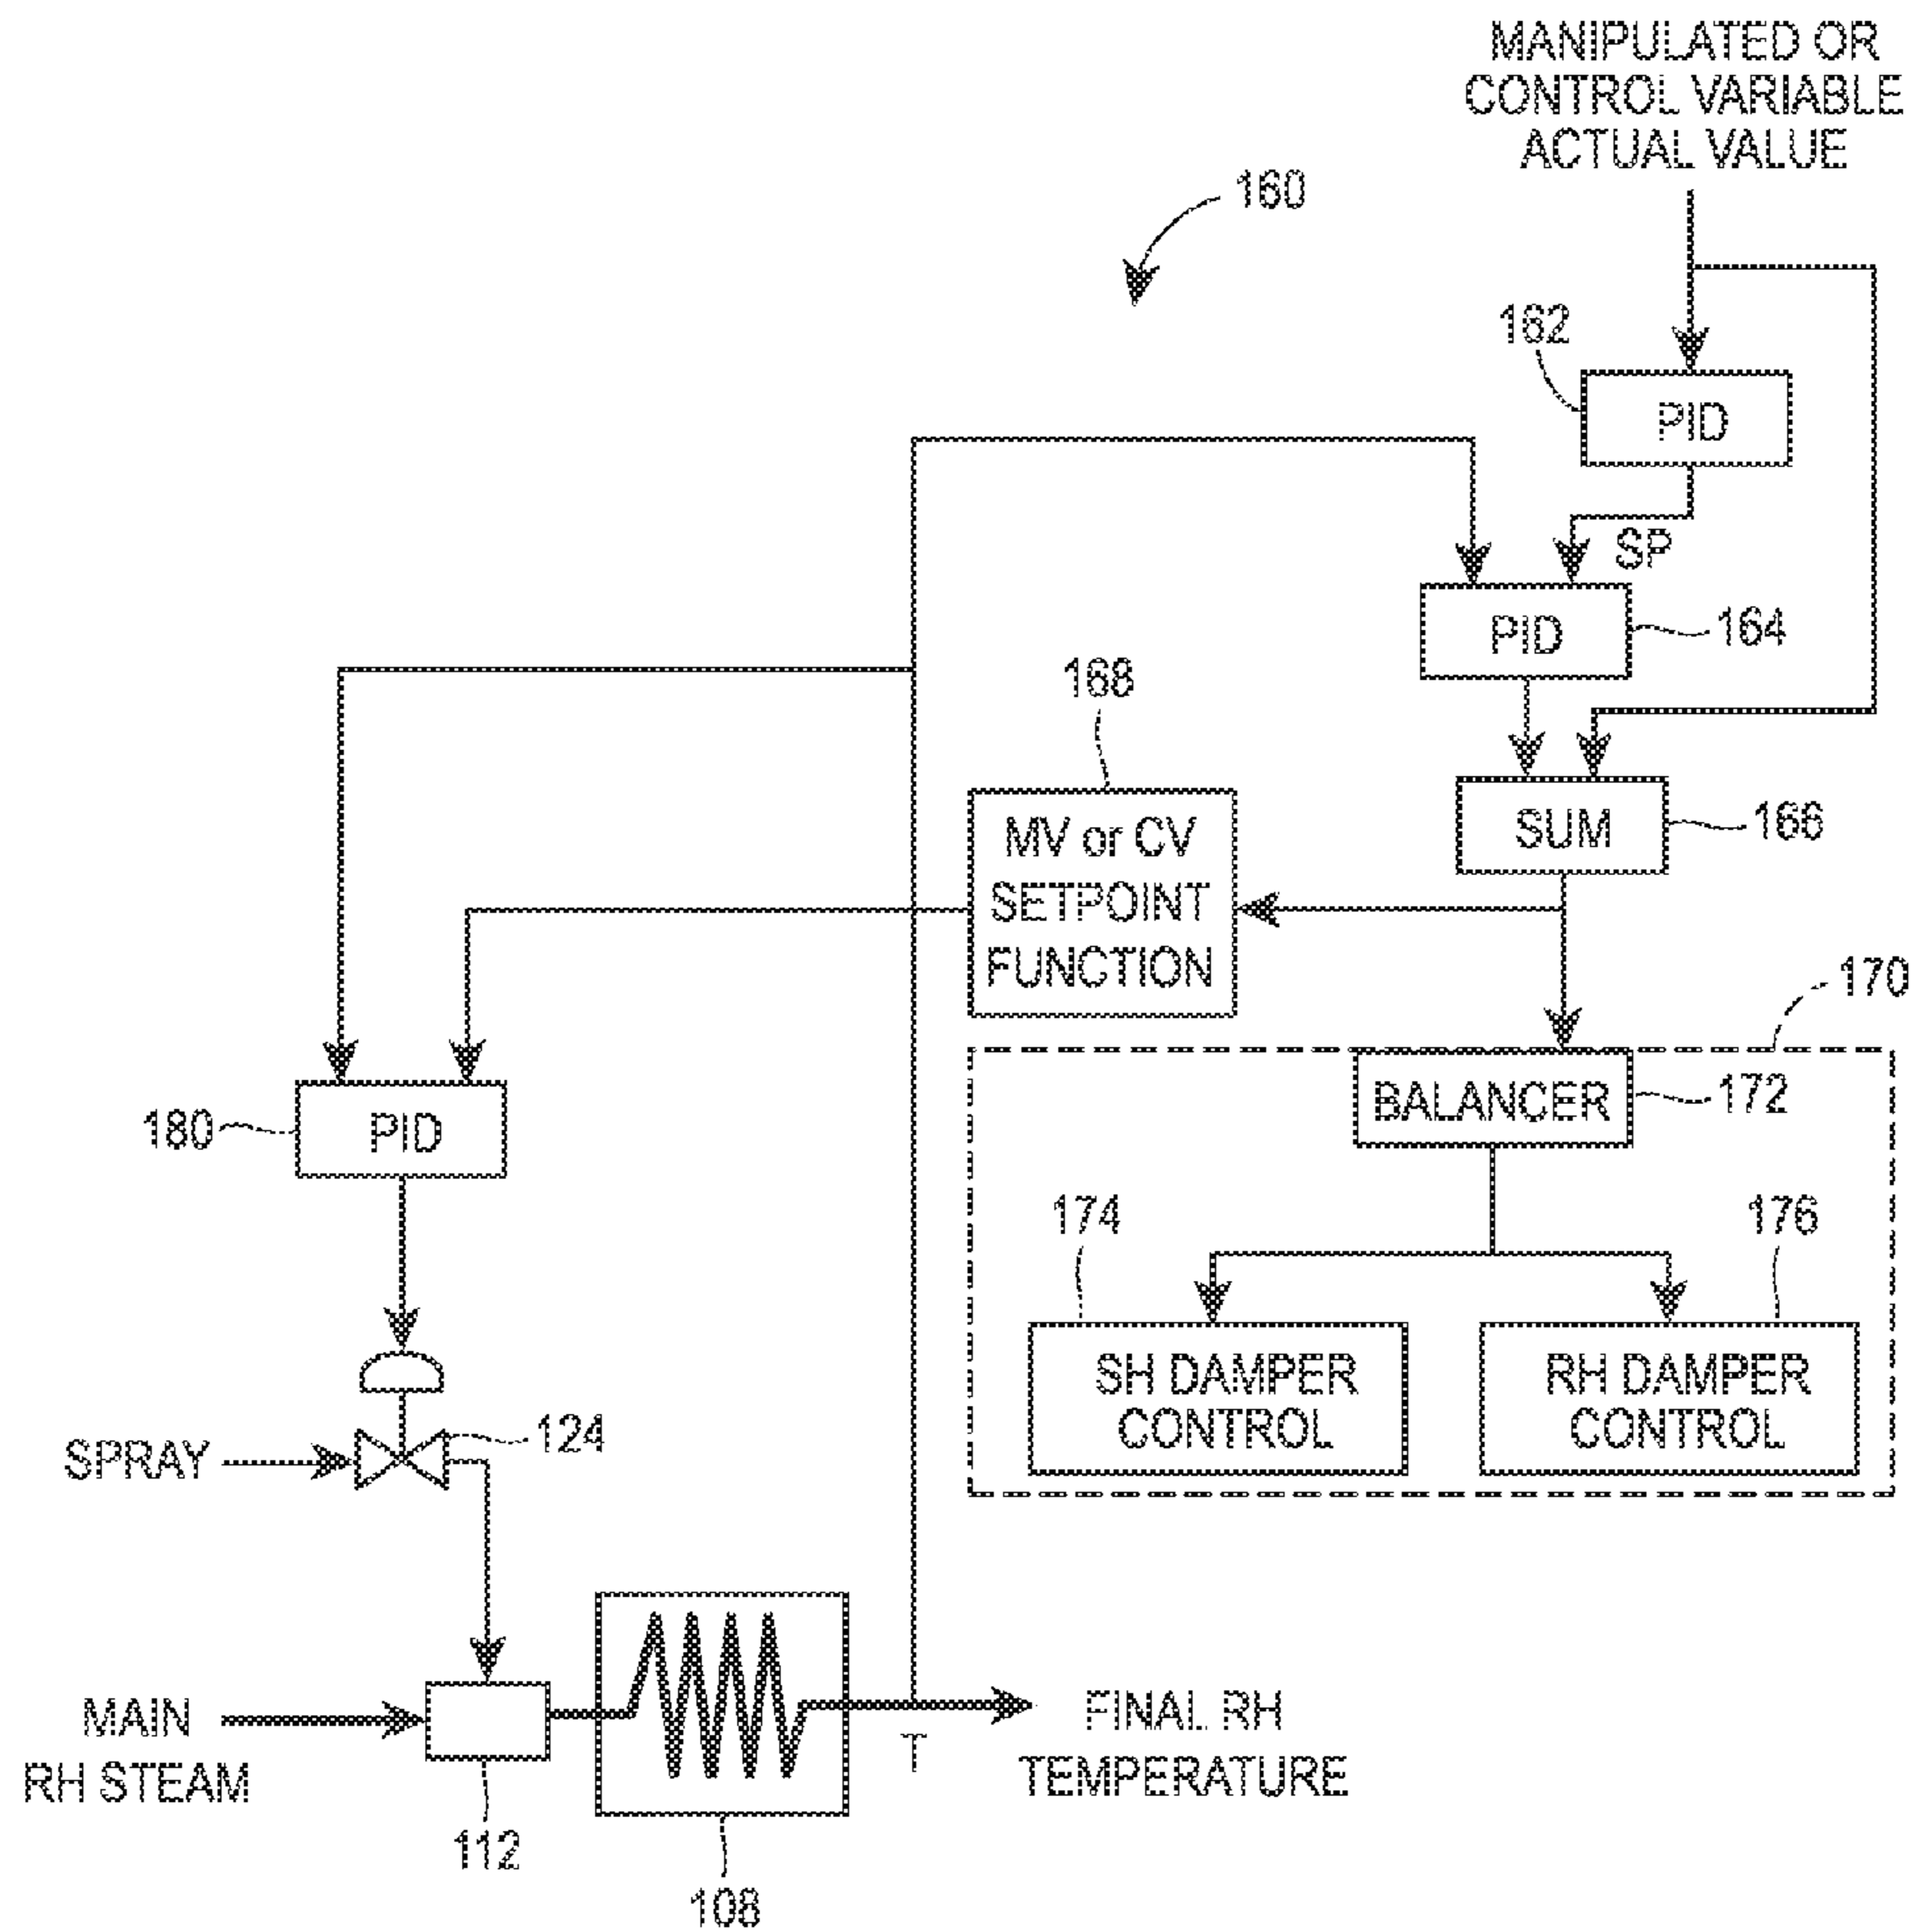 MANIPULATED OR
CONTROL VARIABLE
ACTUAL VALUE
160
162
PID
SP
PID
164
168
MV or CV
SETPOINT
FUNCTION
SUM
166
170
180
PID
BALANCER
172
174
176
SH DAMPER
CONTROL
RH DAMPER
CONTROL
SPRAY
124
MAIN
RH STEAM
T
FINAL RH
TEMPERATURE
112
108